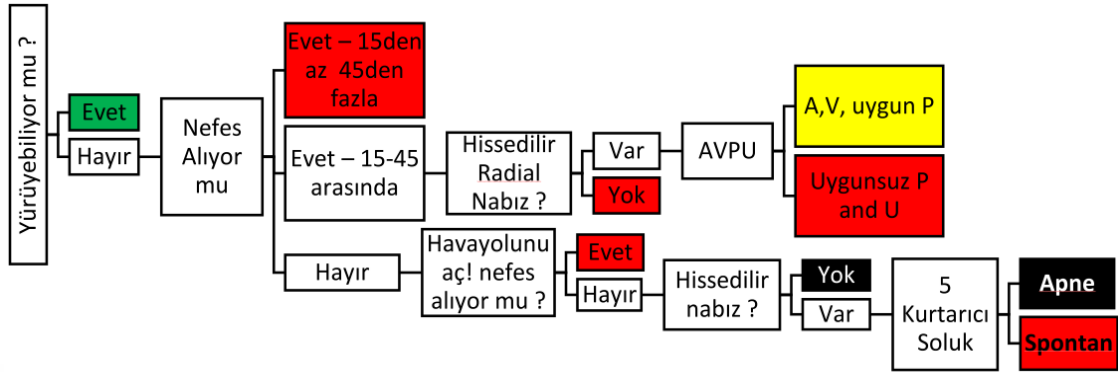 Yürüyebiliyor mu ?
Evet
Hayır
Nefes
Alıyor
mu
Evet – 15den
az 45den
fazla
Evet – 15-45
arasında
Hissedilir
Radial
Nabız ?
Var
Yok
AVPU
A,V, uygun P
Uygunsuz P
and U
Hayır
Havayolunu
aç! nefes
alıyor mu ?
Evet
Hayır
Hissedilir
nabız ?
Yok
Var
5
Kurtarıcı
Soluk
Apne
Spontan